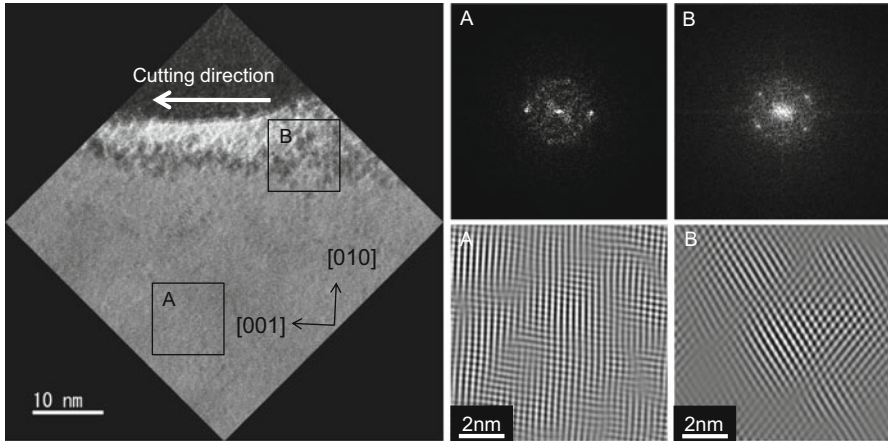 Cutting direction
B
[010]
A
[001]
10 nm
A
B
A
2nm
B
2nm